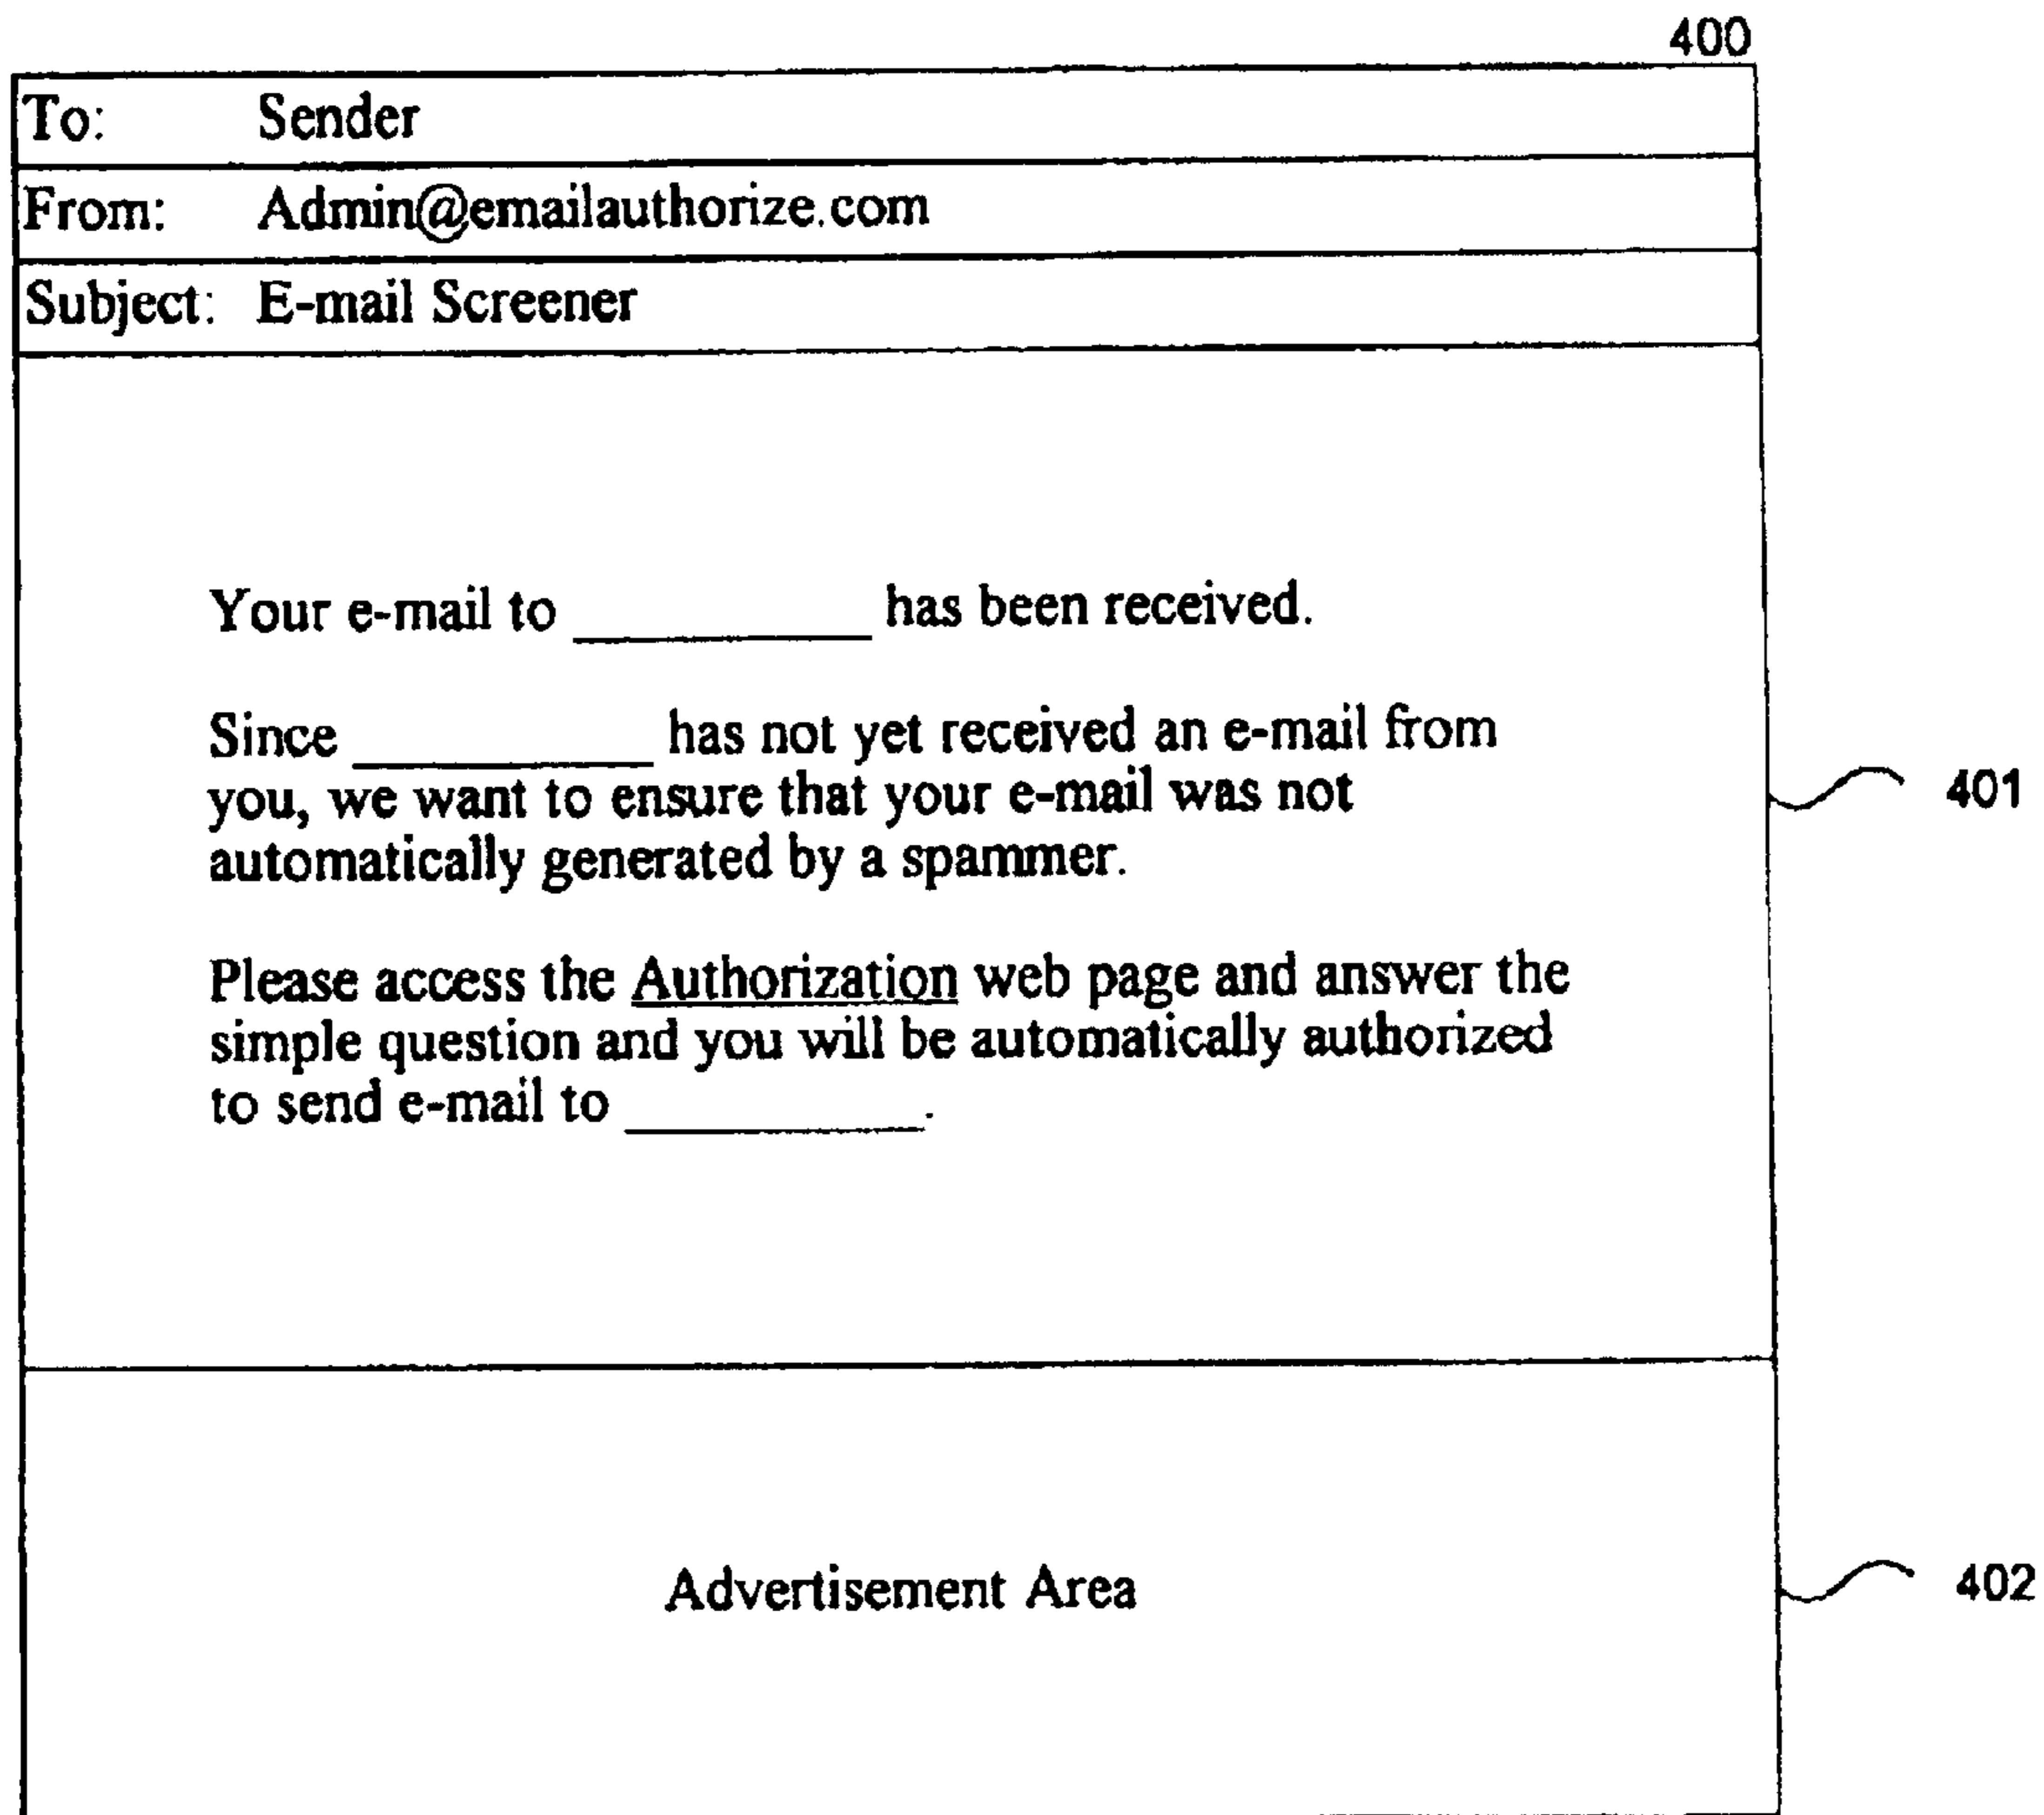 400
To: Sender
From: Admin@emailauthorize.com
Subject: E-mail Screener
Your e-mail to __________ has been received.
Since __________ has not yet received an e-mail from
you, we want to ensure that your e-mail was not
automatically generated by a spammer.
401
Please access the Authorization web page and answer the
simple question and you will be automatically authorized
to send e-mail to __________.
Advertisement Area
402